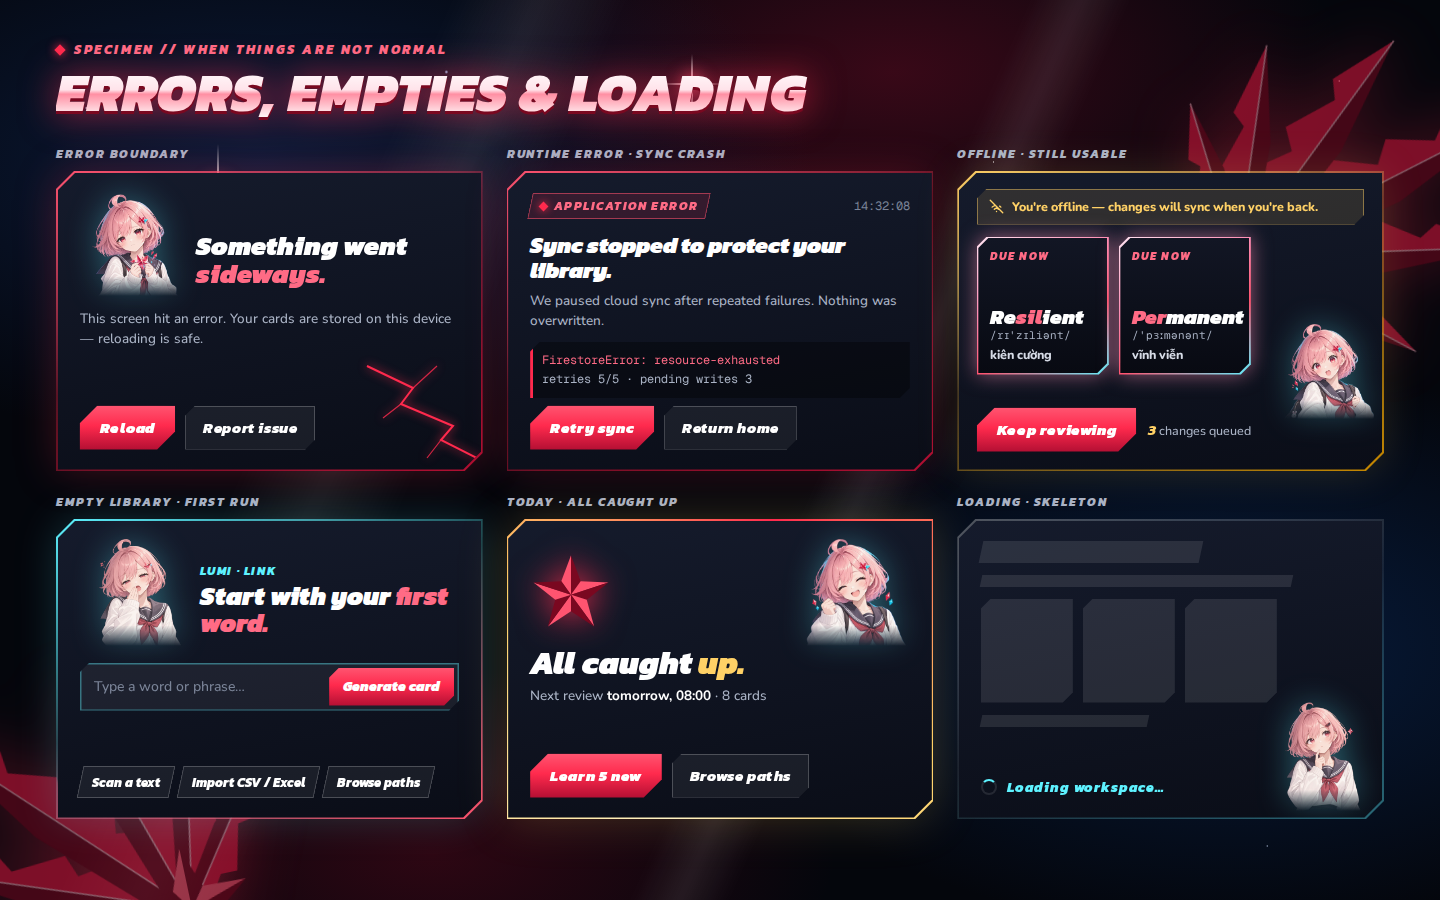 SPECIMEN // WHEN THINGS ARE NOT NORMAL
ERRORS, EMPTIES & LOADING
ERROR BOUNDARY
Something went
sideways.
This screen hit an error. Your cards are stored on this device
— reloading is safe.
Reload
Report issue
RUNTIME ERROR · SYNC CRASH
APPLICATION ERROR
14:32:08
Sync stopped to protect your
library.
We paused cloud sync after repeated failures. Nothing was
overwritten.
FirestoreError: resource-exhausted
retries 5/5 · pending writes 3
Retry sync
Return home
OFFLINE · STILL USABLE
You're offline — changes will sync when you're back.
DUE NOW
Resilient
/rɪˈzɪliənt/
kiên cường
DUE NOW
Permanent
/ˈpɜːmənənt/
vĩnh viễn
Keep reviewing
3 changes queued
EMPTY LIBRARY · FIRST RUN
LUMI · LINK
Start with your first
word.
Type a word or phrase...
Generate card
Scan a text
Import CSV / Excel
Browse paths
TODAY · ALL CAUGHT UP
All caught up.
Next review tomorrow, 08:00 · 8 cards
Learn 5 new
Browse paths
LOADING · SKELETON
Loading workspace...